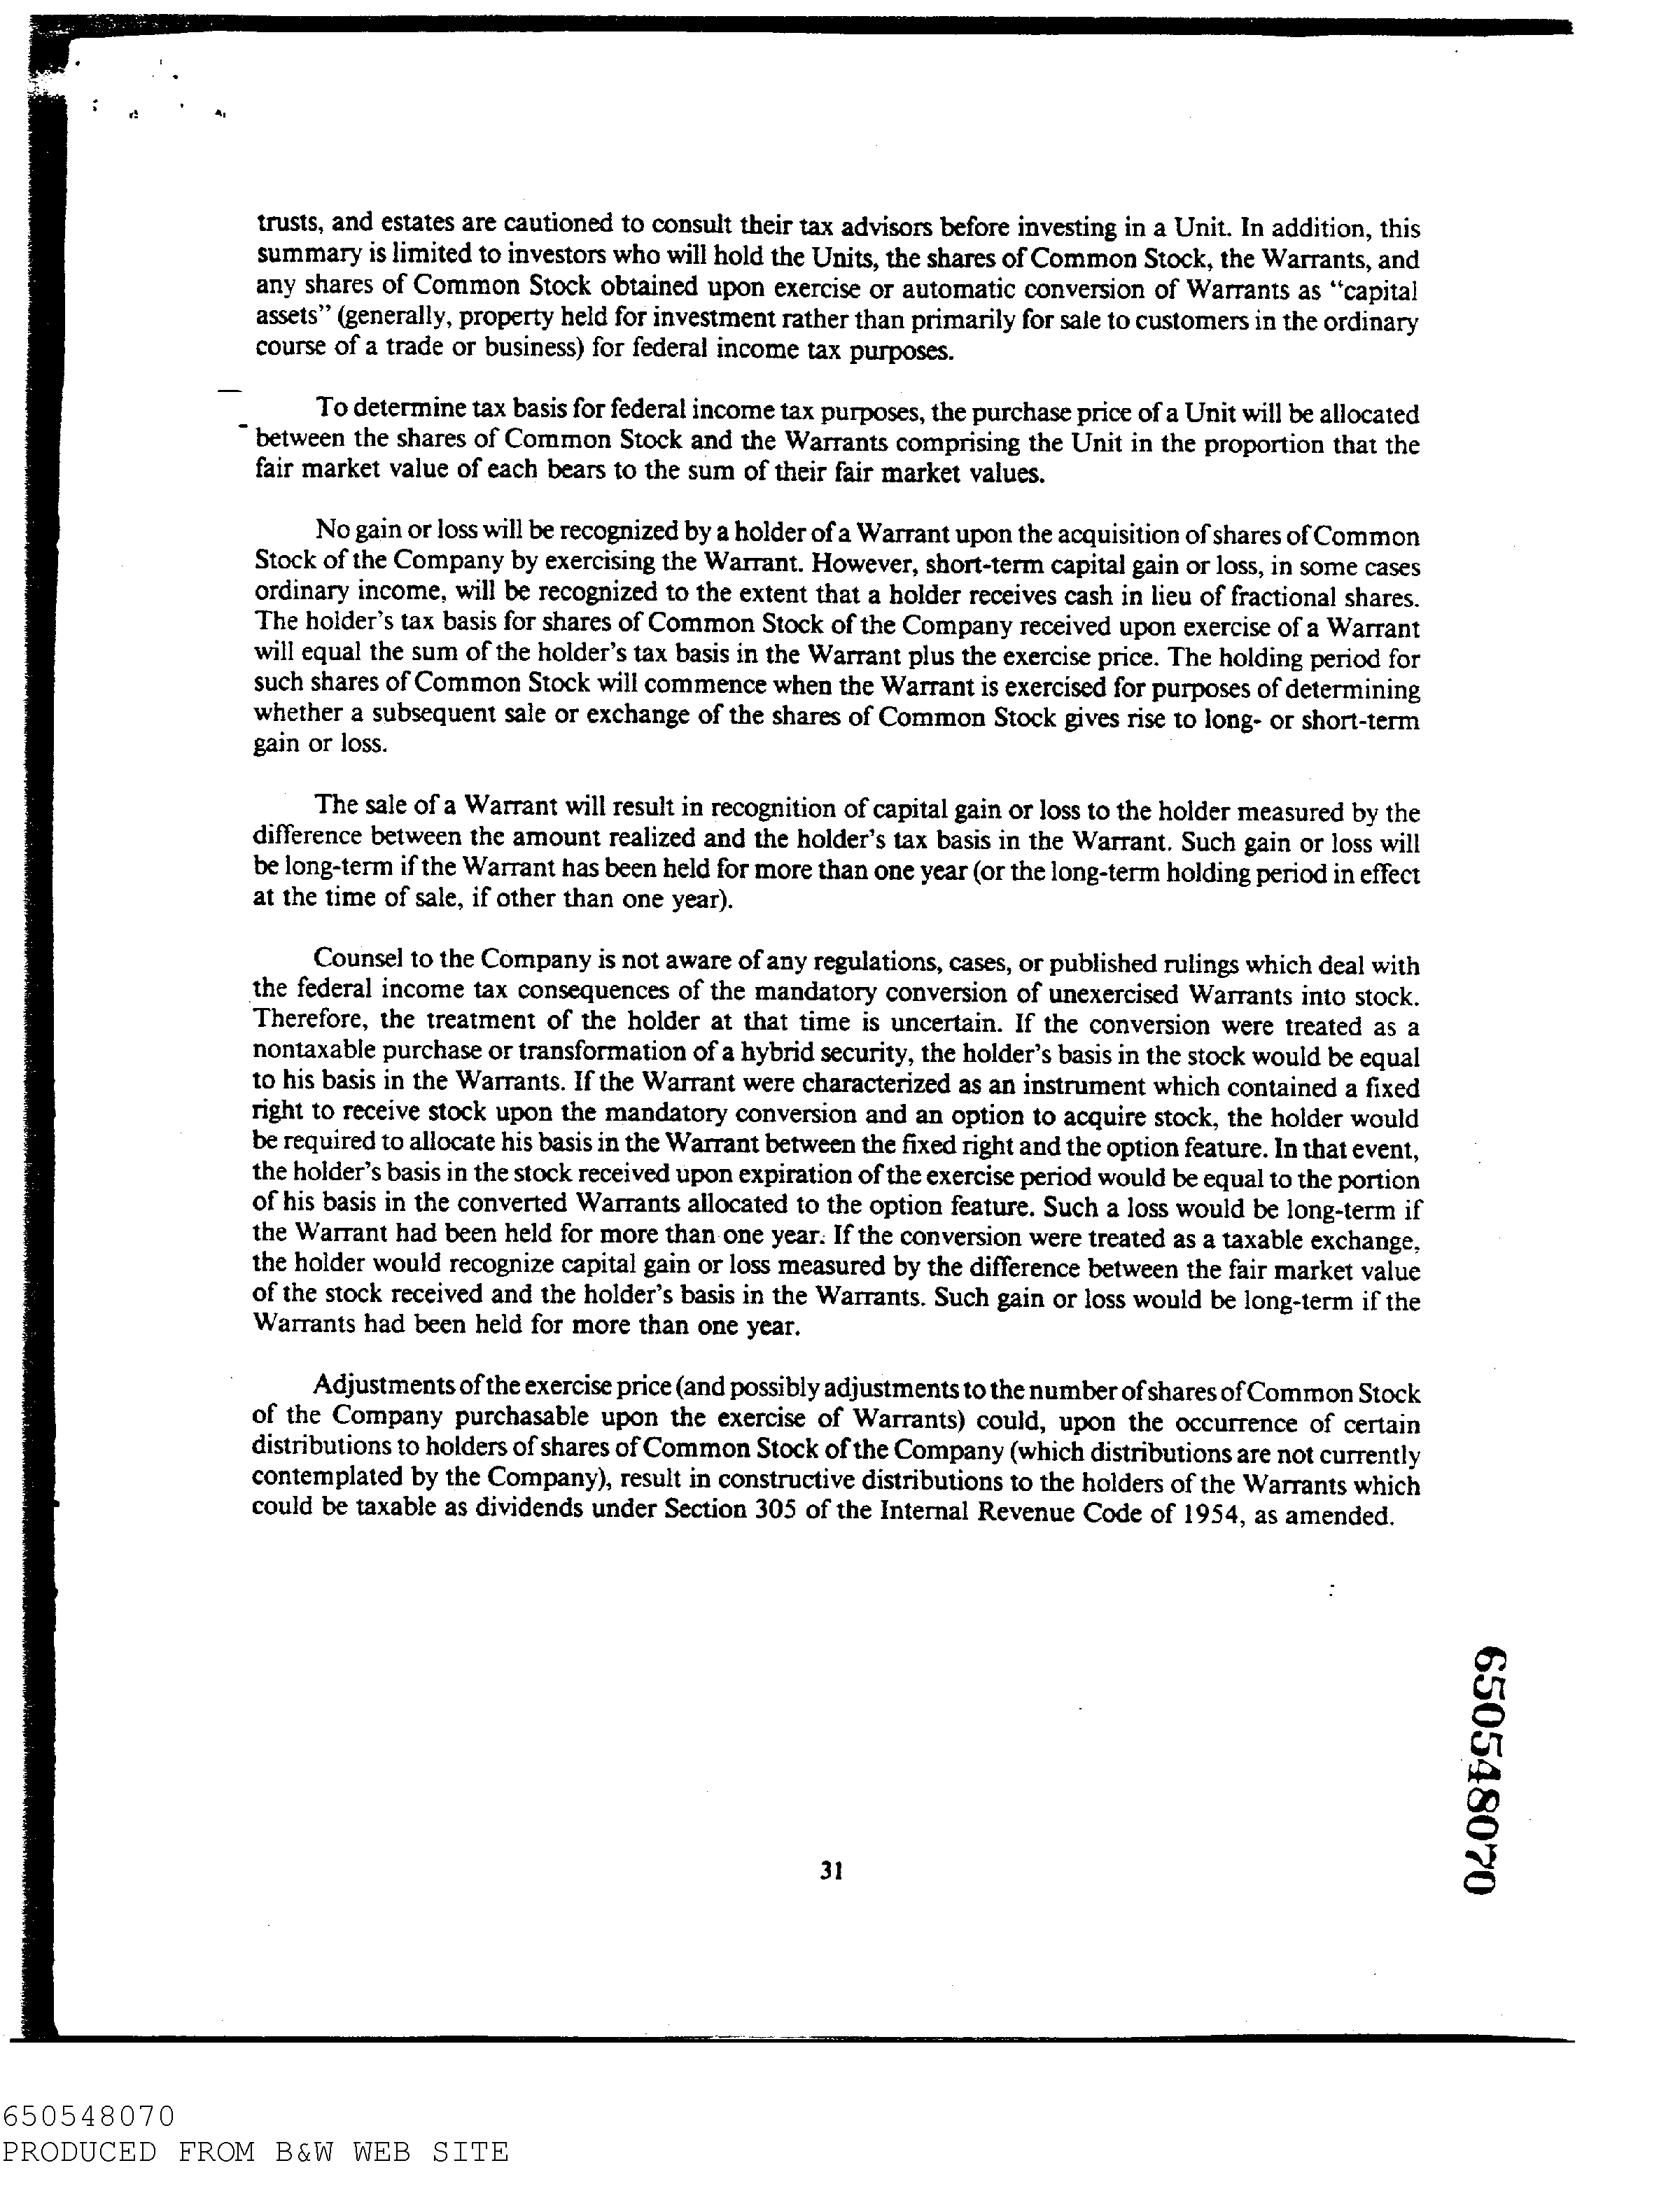 trusts, and estates are cautioned to consult their tax advisors before investing in a Unit. In addition, this
summary is limited to investors who will hold the Units, the shares of Common Stock, the Warrants, and
any shares of Common Stock obtained upon exercise or automatic conversion of Warrants as “capital
assets” (generally, property held for investment rather than primarily for sale to customers in the ordinary
course of a trade or business) for federal income tax purposes.
To determine tax basis for federal income tax purposes, the purchase price of a Unit will be allocated
between the shares of Common Stock and the Warrants comprising the Unit in the proportion that the
fair market value of each bears to the sum of their fair market values.
No gain or loss will be recognized by a holder of a Warrant upon the acquisition of shares of Common
Stock of the Company by exercising the Warrant. However, short-term capital gain or loss, in some cases
ordinary income, will be recognized to the extent that a holder receives cash in lieu of fractional shares.
The holder’s tax basis for shares of Common Stock of the Company received upon exercise of a Warrant
will equal the sum of the holder’s tax basis in the Warrant plus the exercise price. The holding period for
such shares of Common Stock will commence when the Warrant is exercised for purposes of determining
whether a subsequent sale or exchange of the shares of Common Stock gives rise to long- or short-term
gain or loss.
The sale of a Warrant will result in recognition of capital gain or loss to the holder measured by the
difference between the amount realized and the holder’s tax basis in the Warrant. Such gain or loss will
be long-term if the Warrant has been held for more than one year (or the long-term holding period in effect
at the time of sale, if other than one year).
Counsel to the Company is not aware of any regulations, cases, or published rulings which deal with
the federal income tax consequences of the mandatory conversion of unexercised Warrants into stock.
Therefore, the treatment of the holder at that time is uncertain. If the conversion were treated as a
nontaxable purchase or transformation of a hybrid security, the holder’s basis in the stock would be equal
to his basis in the Warrants. If the Warrant were characterized as an instrument which contained a fixed
right to receive stock upon the mandatory conversion and an option to acquire stock, the holder would
be required to allocate his basis in the Warrant between the fixed right and the option feature. In that event,
the holder’s basis in the stock received upon expiration of the exercise period would be equal to the portion
of his basis in the converted Warrants allocated to the option feature. Such a loss would be long-term if
the Warrant had been held for more than one year. If the conversion were treated as a taxable exchange,
the holder would recognize capital gain or loss measured by the difference between the fair market value
of the stock received and the holder’s basis in the Warrants. Such gain or loss would be long-term if the
Warrants had been held for more than one year.
Adjustments of the exercise price (and possibly adjustments to the number of shares of Common Stock
of the Company purchasable upon the exercise of Warrants) could, upon the occurrence of certain
distributions to holders of shares of Common Stock of the Company (which distributions are not currently
contemplated by the Company), result in constructive distributions to the holders of the Warrants which
could be taxable as dividends under Section 305 of the Internal Revenue Code of 1954, as amended.
650548070
31
650548070
PRODUCED FROM B&W WEB SITE